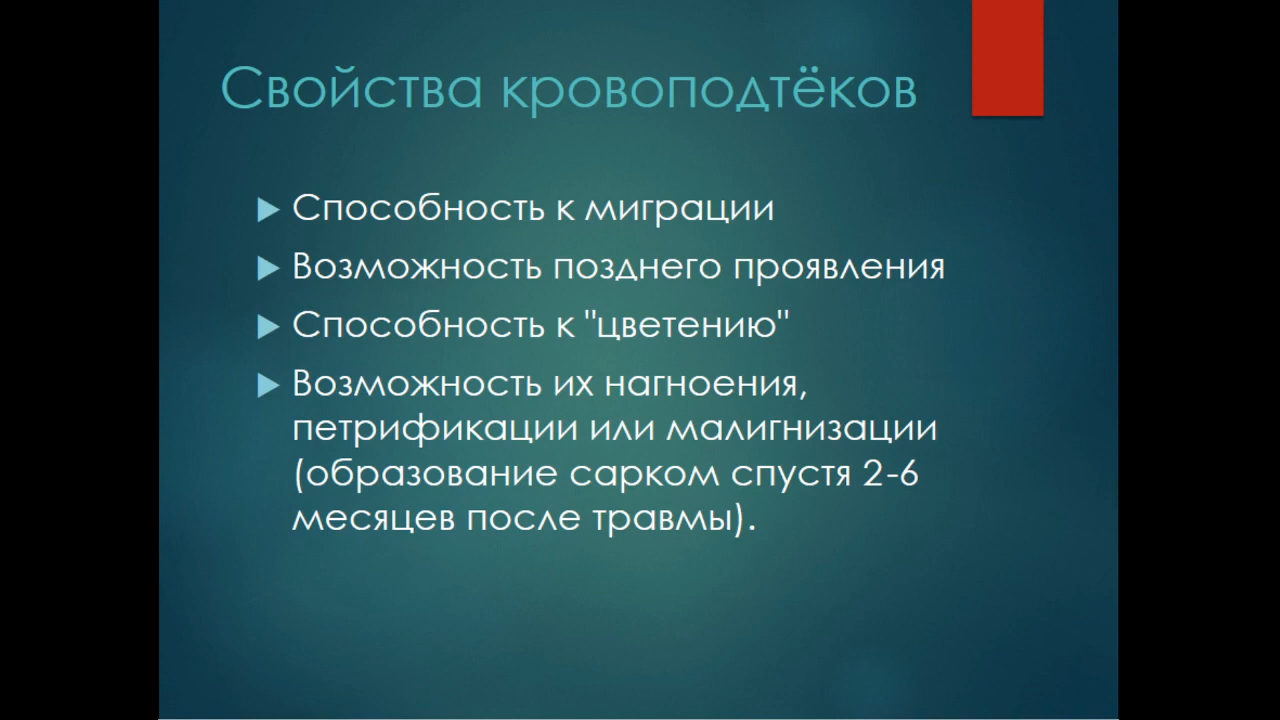 Свойства кровоподтёков
Способность к миграции
Возможность позднего проявления
Способность к "цветению"
Возможность их нагноения,
петрификации или малигнизации
(образование сарком спустя 2-6
месяцев после травмы).